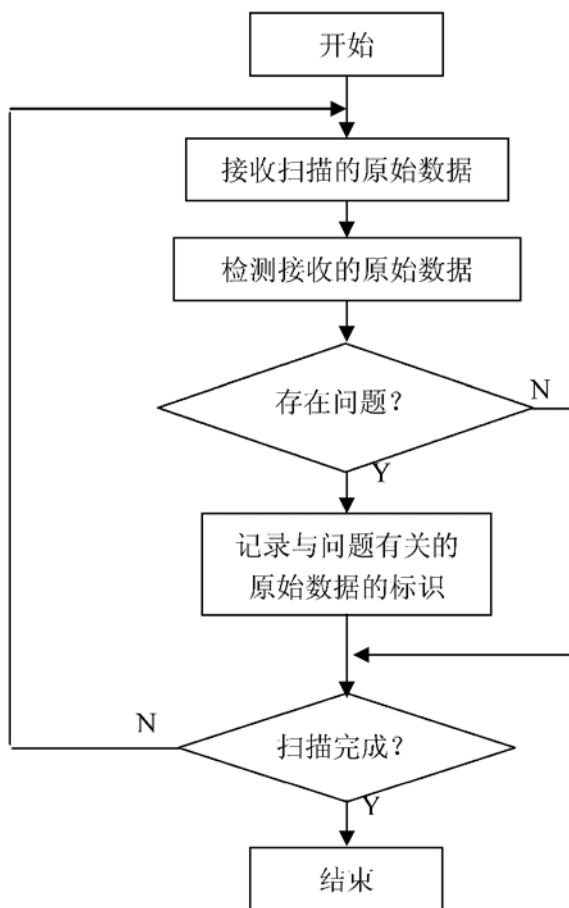 开始
接收扫描的原始数据
检测接收的原始数据
存在问题？
N
Y
记录与问题有关的
原始数据的标识
N
扫描完成？
Y
结束